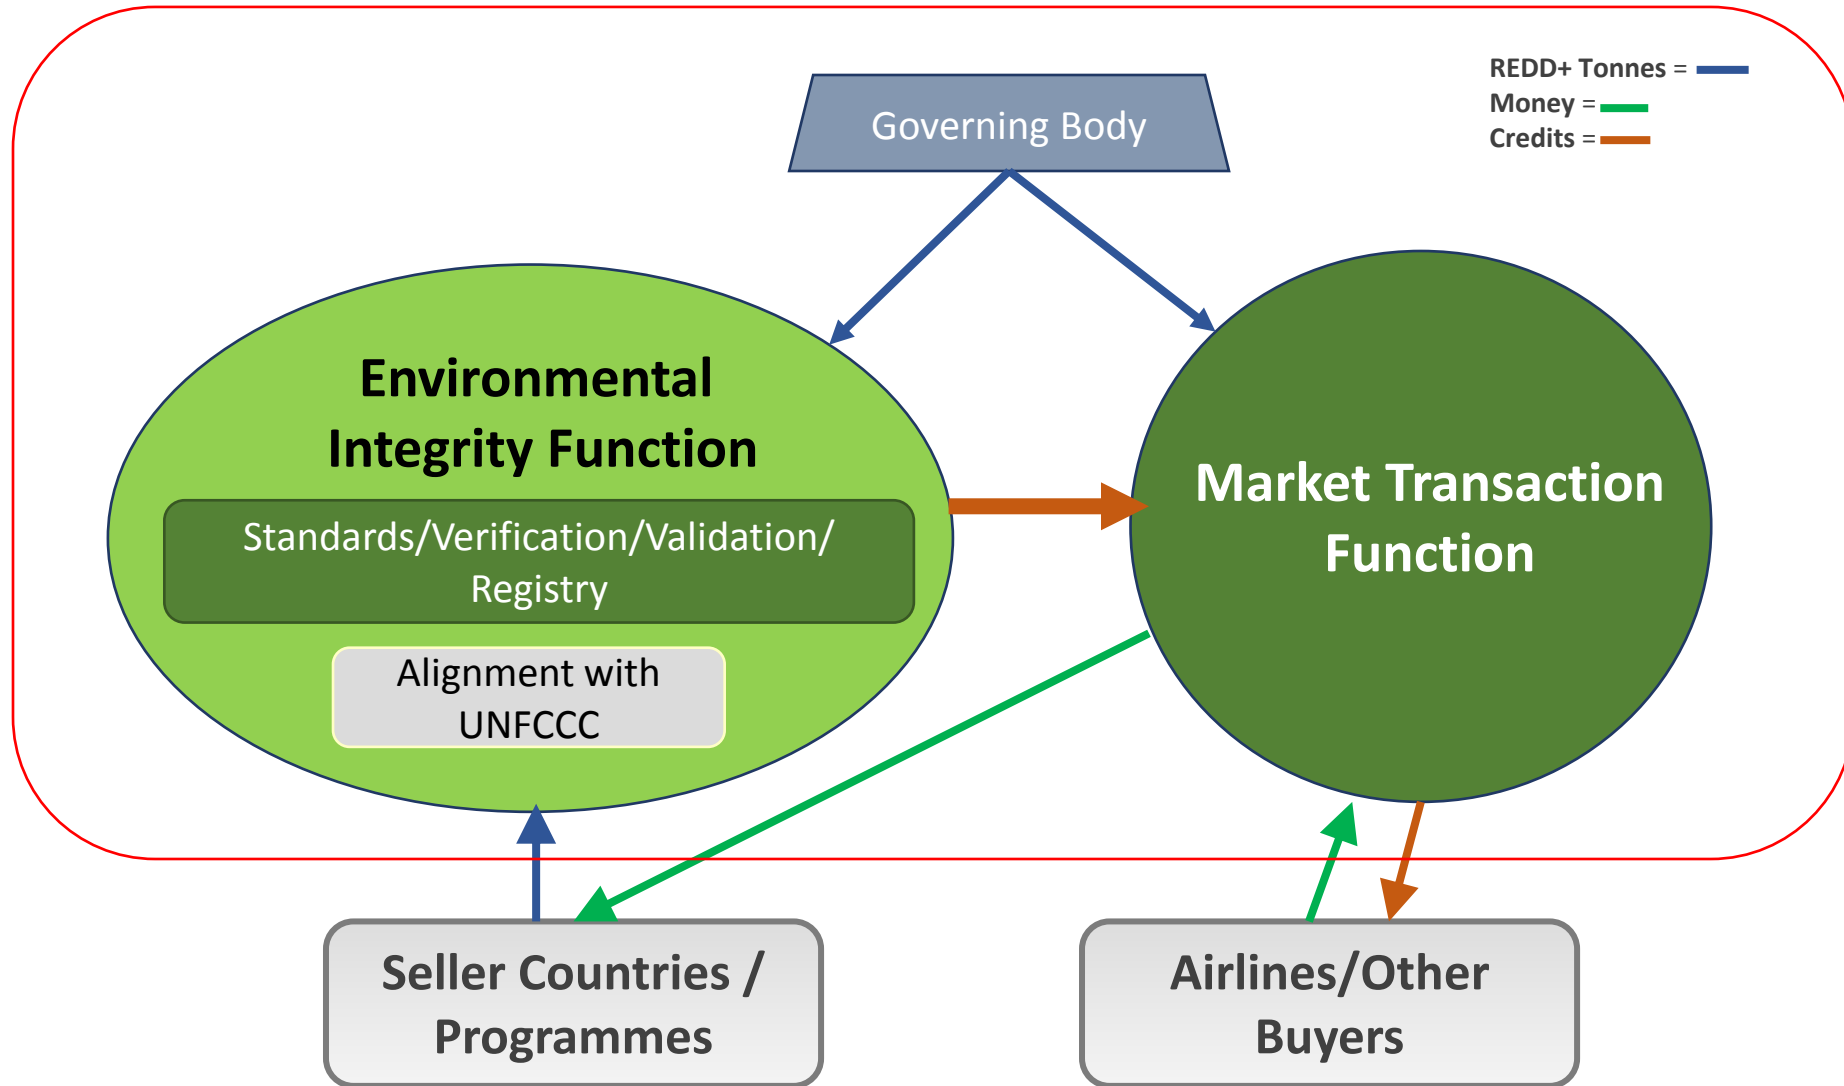 REDD+ Tonnes =
Money =
Credits =
Governing Body
Environmental
Integrity Function
Standards/Verification/Validation/
Registry
Alignment with
UNFCCC
Market Transaction
Function
Seller Countries /
Programmes
Airlines/Other
Buyers